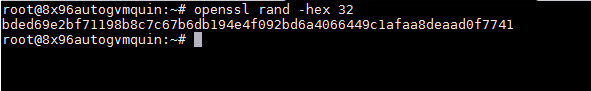 root@8x96autogvmquin:~# openssl rand -hex 32
bded69e2bf71198b8c7c67b6db194e4f092bd6a4066449c1afaa8deaad0f7741
root@8x96autogvmquin:~#